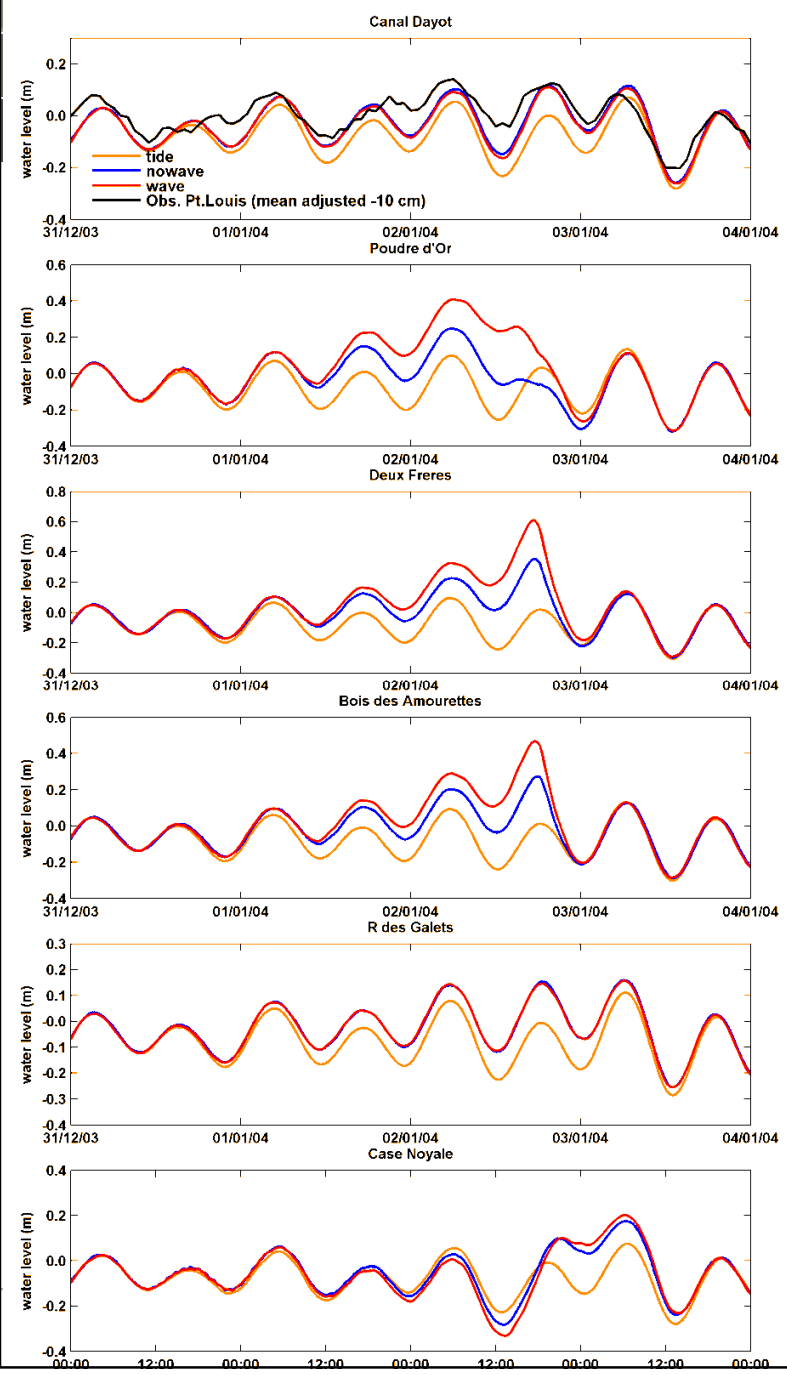 Canal Dayot
0.2
0.0
-0.2
-0.4
water level (m)
tide
nowave
wave
Obs. Pt.Louis (mean adjusted -10 cm)
31/12/03 01/01/04 02/01/04 03/01/04 04/01/04
Poudre d'Or
0.6
0.4
0.2
0.0
-0.2
-0.4
water level (m)
31/12/03 01/01/04 02/01/04 03/01/04 04/01/04
Deux Freres
0.8
0.6
0.4
0.2
0.0
-0.2
-0.4
water level (m)
31/12/03 01/01/04 02/01/04 03/01/04 04/01/04
Bois des Amourettes
0.6
0.4
0.2
0.0
-0.2
-0.4
water level (m)
31/12/03 01/01/04 02/01/04 03/01/04 04/01/04
R des Galets
0.3
0.2
0.1
-0.0
-0.1
-0.2
-0.3
-0.4
water level (m)
31/12/03 01/01/04 02/01/04 03/01/04 04/01/04
Case Noyale
0.4
0.2
0.0
-0.2
-0.4
water level (m)
00:00 12:00 00:00 12:00 00:00 12:00 00:00 12:00 00:00